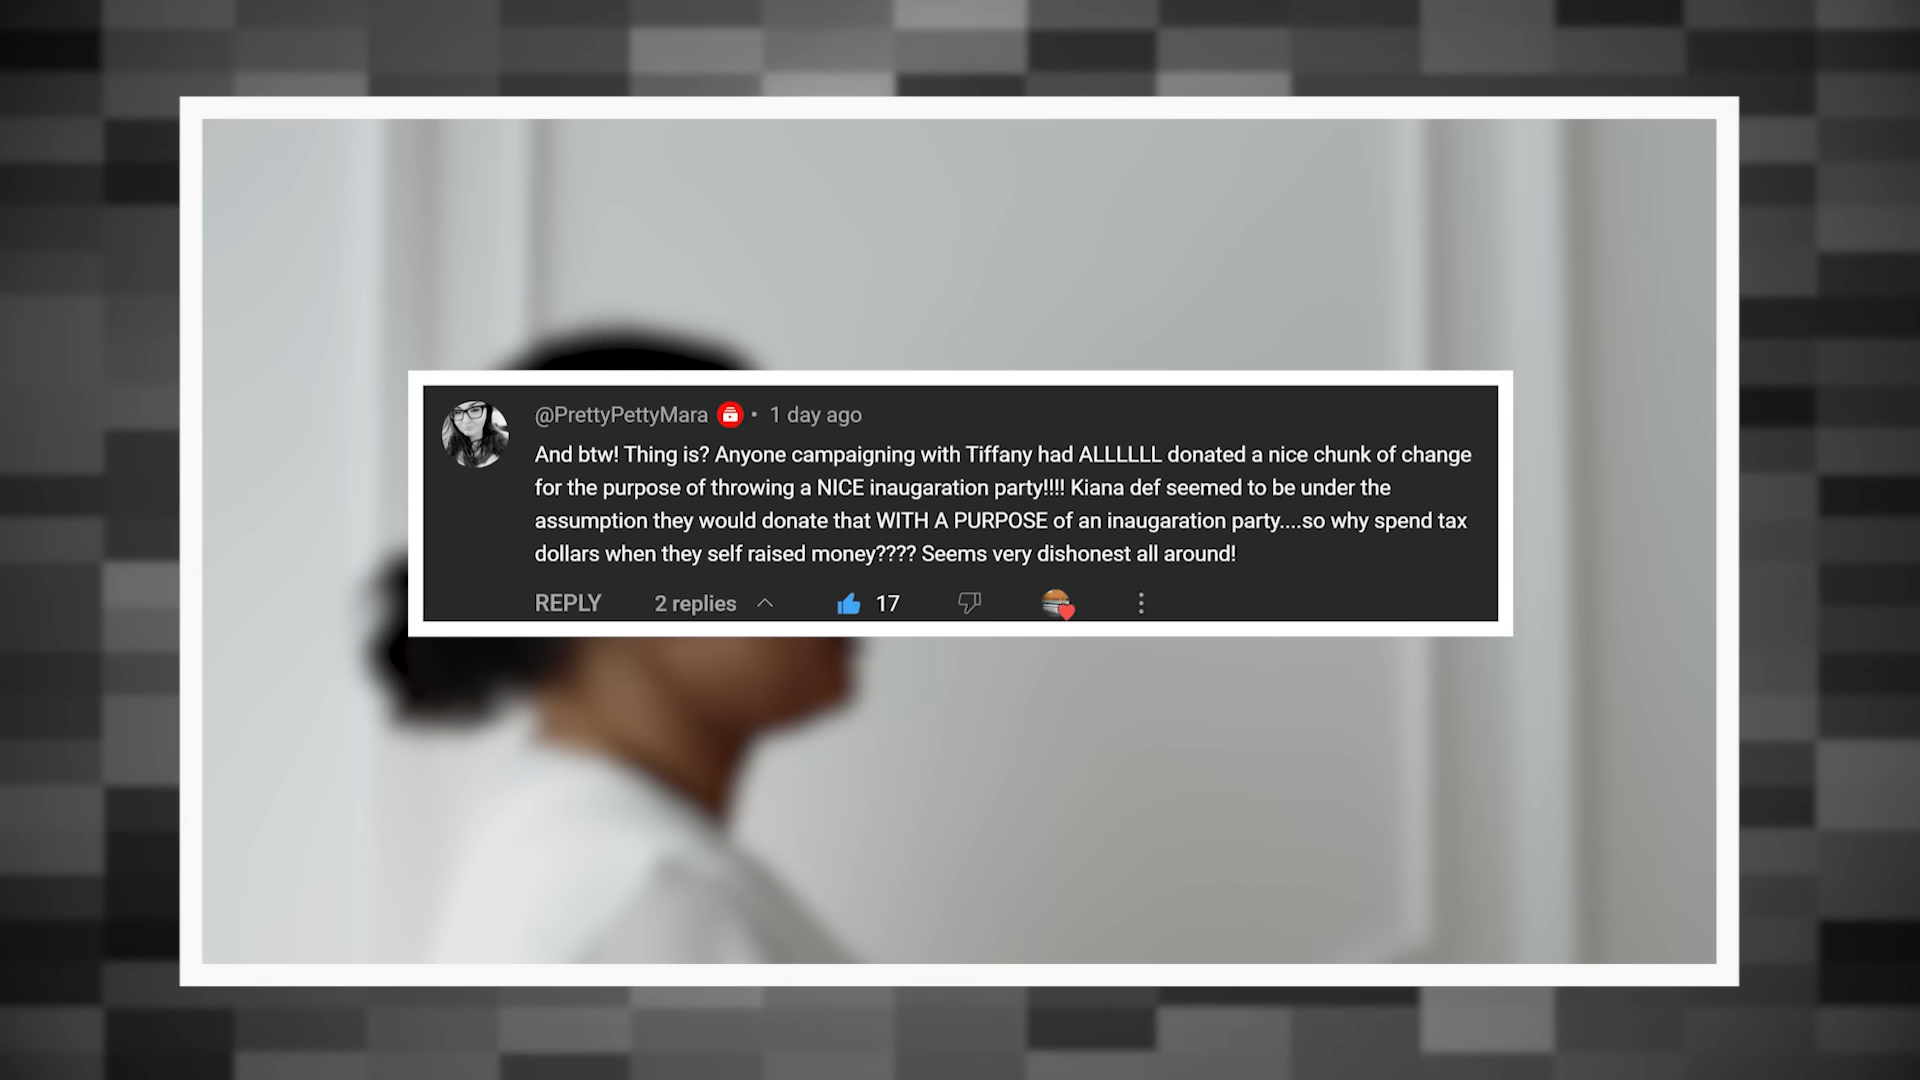 @PrettyPettyMara • 1 day ago
And btw! Thing is? Anyone campaigning with Tiffany had ALLLLLL donated a nice chunk of change
for the purpose of throwing a NICE inaugaration party!!!! Kiana def seemed to be under the
assumption they would donate that WITH A PURPOSE of an inaugaration party....so why spend tax
dollars when they self raised money???? Seems very dishonest all around!
REPLY 2 replies 17